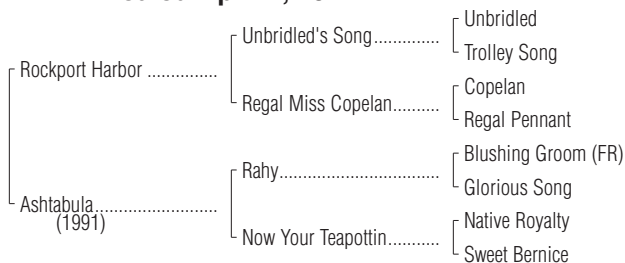 Unbridled
Unbridled's Song..............
Trolley Song
Rockport Harbor ...............
Copelan
Regal Miss Copelan..........
Regal Pennant
Blushing Groom (FR)
Rahy..................................
Glorious Song
Ashtabula..........................
(1991)
Native Royalty
Now Your Teapottin...........
Sweet Bernice